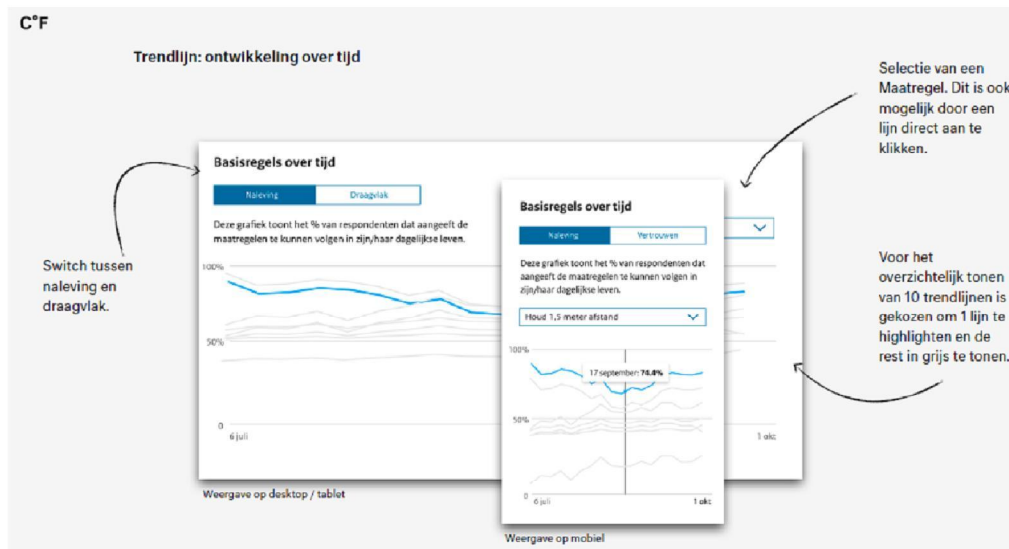 C°F
Trendlijn: ontwikkeling over tijd
Selectie van een
Maatregel. Dit is ook
mogelijk door een
lijn direct aan te
klikken.
Switch tussen
naleving en
draagvlak.
Voor het
overzichtelijk tonen
van 10 trendlijnen is
gekozen om 1 lijn te
highlighten en de
rest in grijs te tonen.
Basisregels over tijd
Naleving Draagvlak
Deze grafiek toont het % van respondenten dat aangeeft de
maatregelen te kunnen volgen in zijn/haar dagelijkse leven.
100%
50%
0
6 juli
1 okt
Weergave op desktop / tablet
Basisregels over tijd
Naleving Vertrouwen
Deze grafiek toont het % van respondenten dat
aangeeft de maatregelen te kunnen volgen in
zijn/haar dagelijkse leven.
Houd 1,5 meter afstand
100%
17 september: 74.4%
50%
0
6 juli 1 okt
Weergave op mobiel